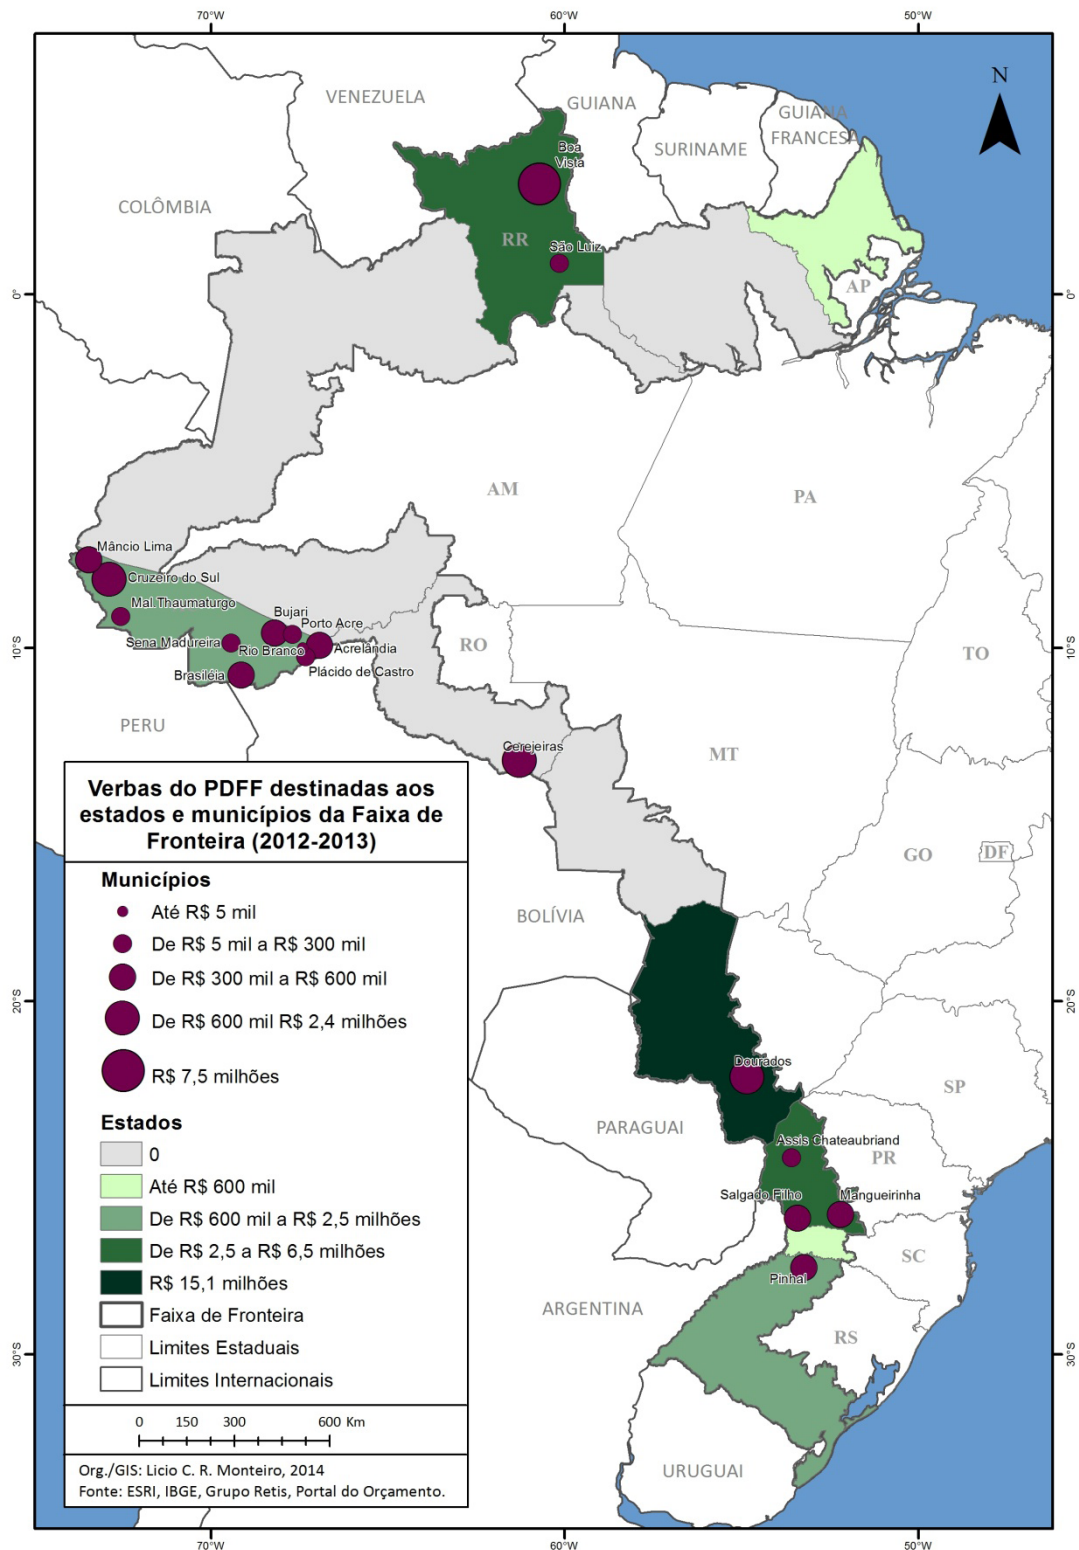 70°W
60°W
50°W
N
VENEZUELA
GUIANA
GUIANA
FRANCESA
SURINAME
COLÔMBIA
Boa
Vista
RR
São Luiz
AP
0°
0°
AM
PA
Mâncio Lima
Cruzeiro do Sul
Mal.Thaumaturgo
Bujari
Porto Acre
Sena Madureira
Rio Branco
Acrelândia
Plácido de Castro
Brasiléia
10°S
10°S
RO
TO
PERU
Cerejeiras
MT
GO
DF
BOLÍVIA
20°S
20°S
Dourados
SP
PARAGUAI
Assis Chateaubriand
PR
Salgado Filho
Mangueirinha
SC
Pinhal
ARGENTINA
RS
30°S
30°S
URUGUAI
Verbas do PDFF destinadas aos
estados e municípios da Faixa de
Fronteira (2012-2013)
Municípios
Até R$ 5 mil
De R$ 5 mil a R$ 300 mil
De R$ 300 mil a R$ 600 mil
De R$ 600 mil R$ 2,4 milhões
R$ 7,5 milhões
Estados
0
Até R$ 600 mil
De R$ 600 mil a R$ 2,5 milhões
De R$ 2,5 a R$ 6,5 milhões
R$ 15,1 milhões
Faixa de Fronteira
Limites Estaduais
Limites Internacionais
0 150 300 600 Km
Org./GIS: Licio C. R. Monteiro, 2014
Fonte: ESRI, IBGE, Grupo Retis, Portal do Orçamento.
70°W
60°W
50°W